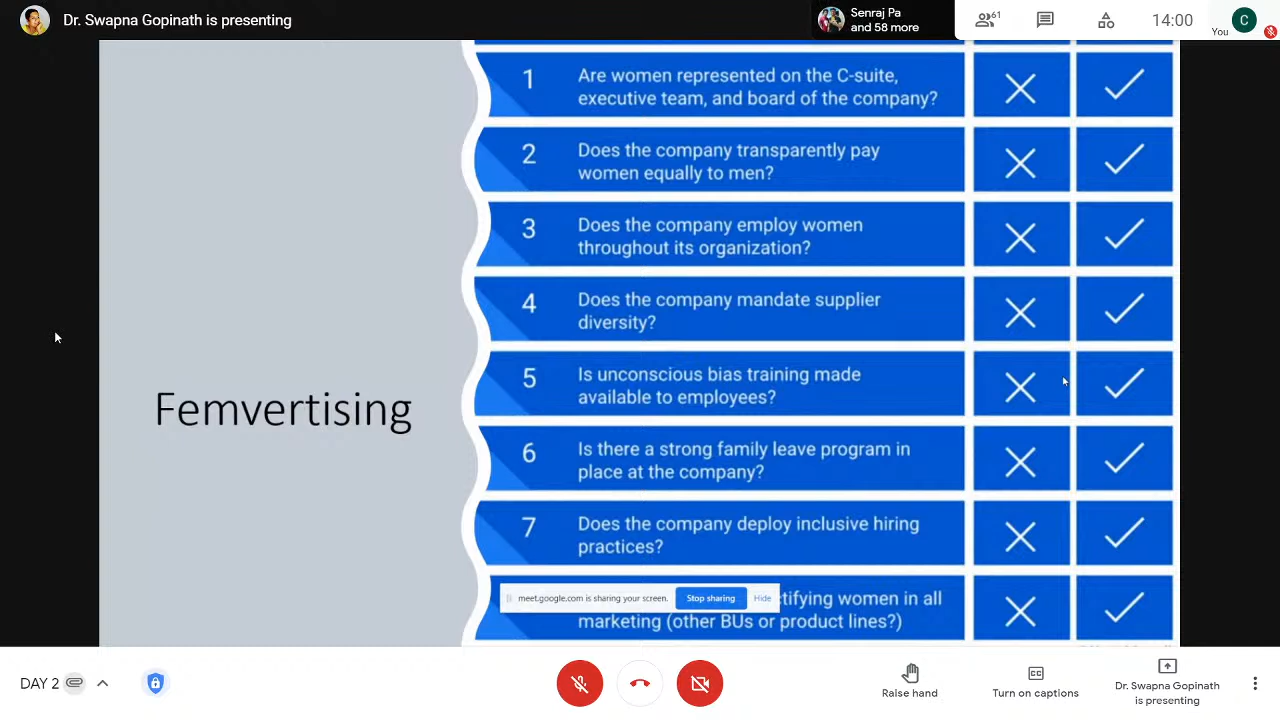 Dr. Swapna Gopinath is presenting
Senraj Pa
and 58 more
61
14:00
You
C
1
Are women represented on the C-suite,
executive team, and board of the company?
2
Does the company transparently pay
women equally to men?
3
Does the company employ women
throughout its organization?
4
Does the company mandate supplier
diversity?
5
Is unconscious bias training made
available to employees?
Femvertising
6
Is there a strong family leave program in
place at the company?
7
Does the company deploy inclusive hiring
practices?
meet.google.com is sharing your screen.
Stop sharing
Hide
women in all
marketing (other BUs or product lines?)
DAY 2
Raise hand
Turn on captions
Dr. Swapna Gopinath
is presenting